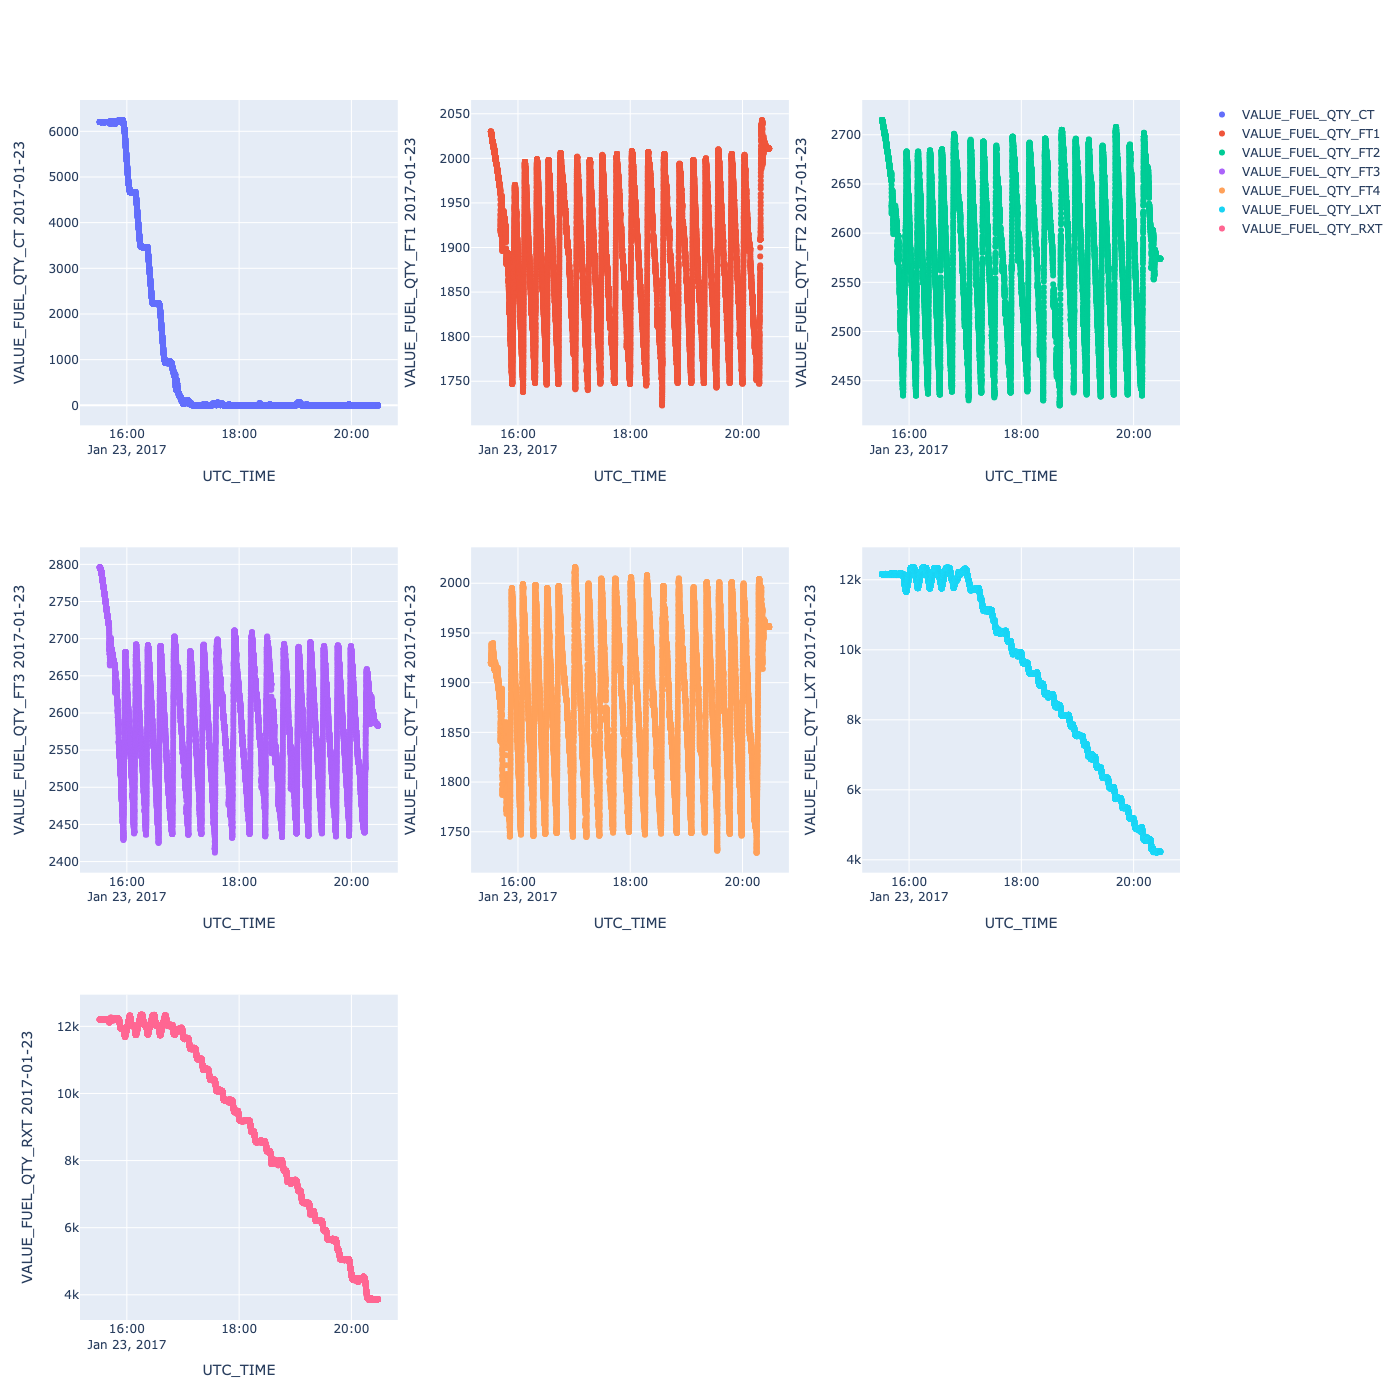 VALUE_FUEL_QTY_CT 2017-01-23
6000
5000
4000
3000
2000
1000
0
16:00 18:00 20:00
Jan 23, 2017
UTC_TIME
VALUE_FUEL_QTY_FT1 2017-01-23
2050
2000
1950
1900
1850
1800
1750
16:00 18:00 20:00
Jan 23, 2017
UTC_TIME
VALUE_FUEL_QTY_FT2 2017-01-23
2700
2650
2600
2550
2500
2450
16:00 18:00 20:00
Jan 23, 2017
UTC_TIME
VALUE_FUEL_QTY_CT
VALUE_FUEL_QTY_FT1
VALUE_FUEL_QTY_FT2
VALUE_FUEL_QTY_FT3
VALUE_FUEL_QTY_FT4
VALUE_FUEL_QTY_LXT
VALUE_FUEL_QTY_RXT
VALUE_FUEL_QTY_FT3 2017-01-23
2800
2750
2700
2650
2600
2550
2500
2450
2400
16:00 18:00 20:00
Jan 23, 2017
UTC_TIME
VALUE_FUEL_QTY_FT4 2017-01-23
2000
1950
1900
1850
1800
1750
16:00 18:00 20:00
Jan 23, 2017
UTC_TIME
VALUE_FUEL_QTY_LXT 2017-01-23
12k
10k
8k
6k
4k
16:00 18:00 20:00
Jan 23, 2017
UTC_TIME
VALUE_FUEL_QTY_RXT 2017-01-23
12k
10k
8k
6k
4k
16:00 18:00 20:00
Jan 23, 2017
UTC_TIME